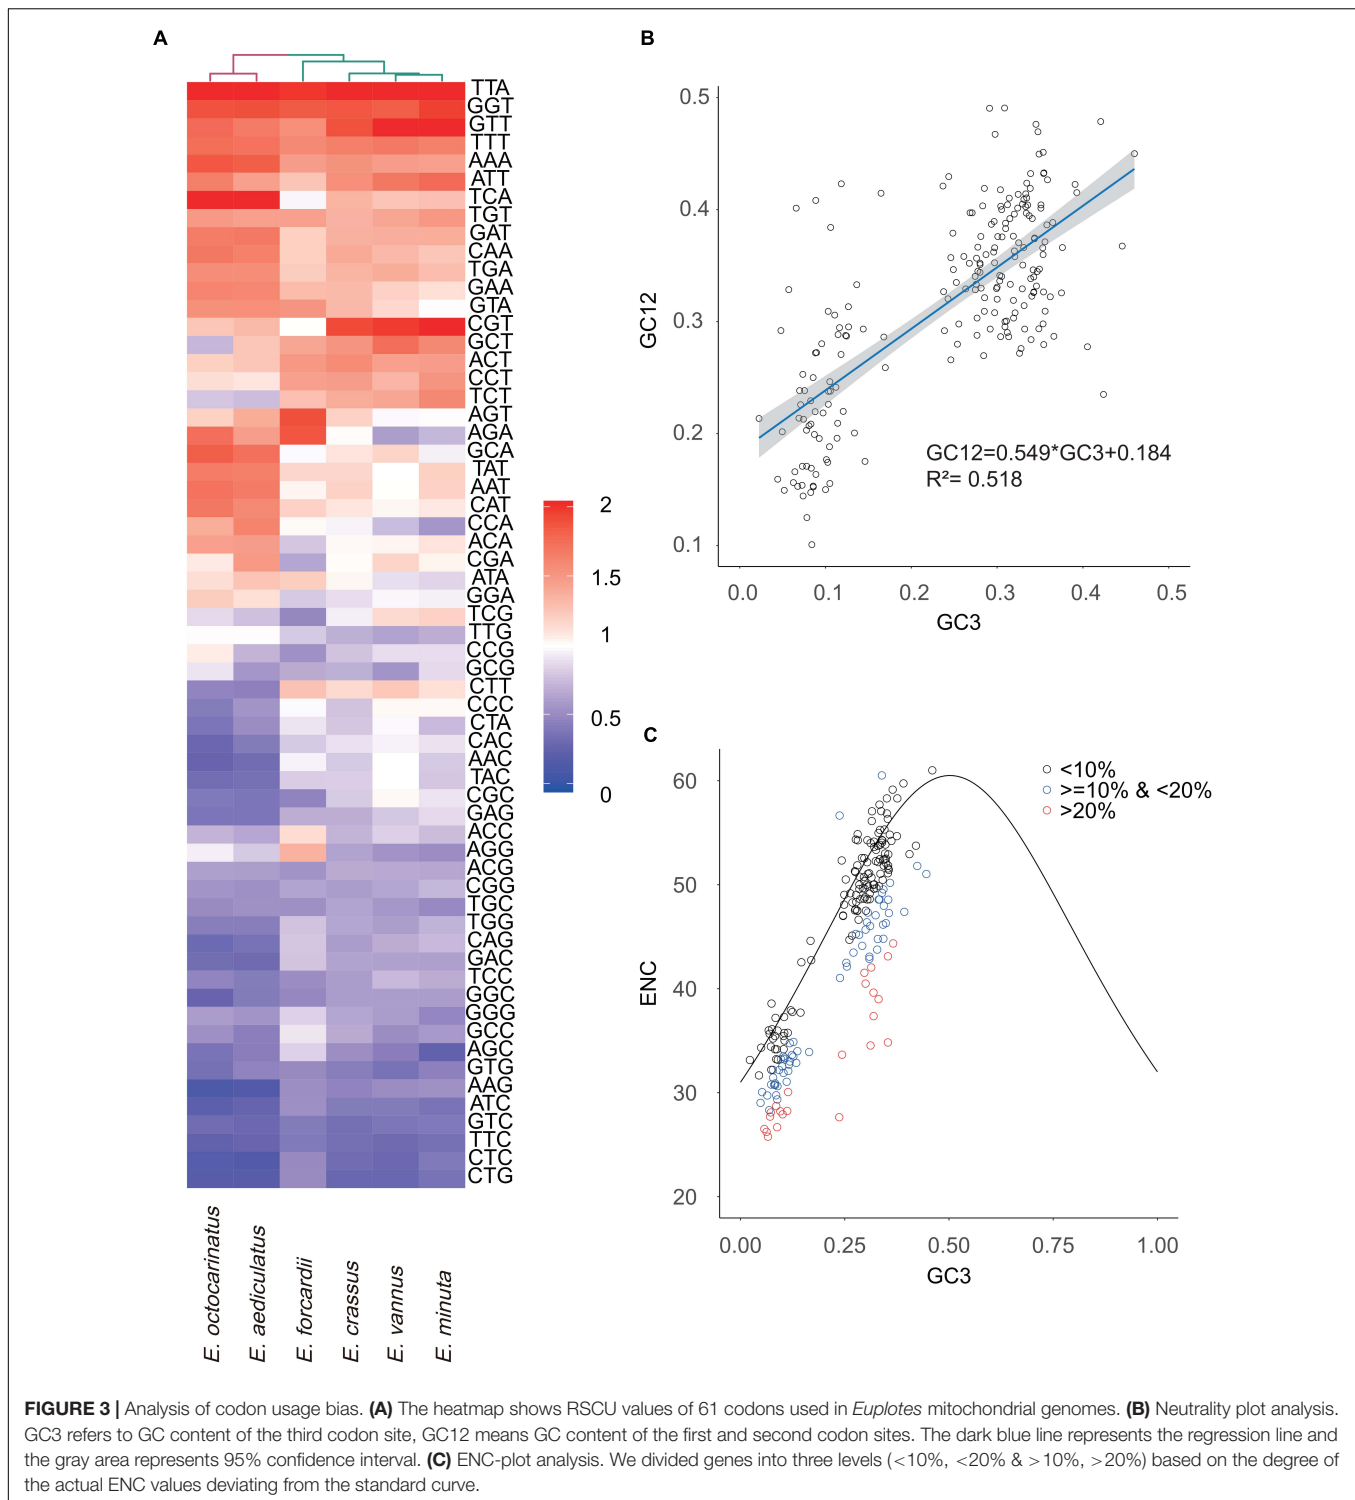 A
TTA
GGT
GTT
TTT
AAA
ATT
TCA
TGT
GAT
CAA
TGA
GAA
GTA
CGT
GCT
ACT
CCT
TCT
AGT
AGA
GCA
TAT
AAT
CAT
CCA
ACA
CGA
ATA
GGA
TCG
TTG
CCG
GCG
CTT
CCC
CTA
CAC
AAC
TAC
CGC
GAG
ACC
AGG
ACG
CGG
TGC
TGG
CAG
GAC
TCC
GGC
GGG
GCC
AGC
GTG
AAG
ATC
GTC
TTC
CTC
CTG
2
1.5
1
0.5
0
E. octocarinatus
E. aediculatus
E. forcardii
E. crassus
E. vannus
E. minuta
B
0.5
0.4
0.3
0.2
0.1
GC12
GC12=0.549*GC3+0.184
R²= 0.518
0.0 0.1 0.2 0.3 0.4 0.5
GC3
C
60
50
40
30
20
ENC
<10%
>=10% & <20%
>20%
0.00 0.25 0.50 0.75 1.00
GC3
FIGURE 3 | Analysis of codon usage bias. (A) The heatmap shows RSCU values of 61 codons used in Euplotes mitochondrial genomes. (B) Neutrality plot analysis.
GC3 refers to GC content of the third codon site, GC12 means GC content of the first and second codon sites. The dark blue line represents the regression line and
the gray area represents 95% confidence interval. (C) ENC-plot analysis. We divided genes into three levels (<10%, <20% & >10%, >20%) based on the degree of
the actual ENC values deviating from the standard curve.